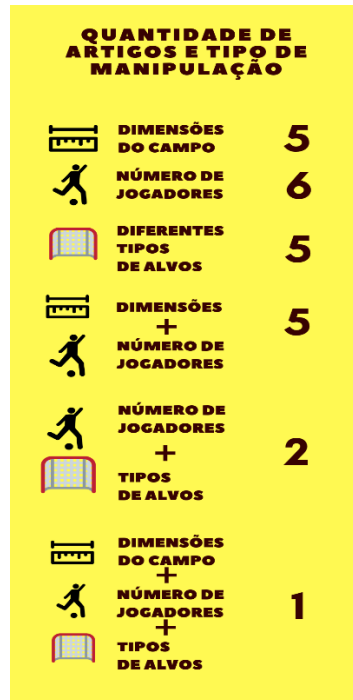 QUANTIDADE DE
ARTIGOS E TIPO DE
MANIPULAÇÃO
DIMENSÕES
DO CAMPO
5
NÚMERO DE
JOGADORES
6
DIFERENTES
TIPOS
DE ALVOS
5
DIMENSÕES
+
NÚMERO DE
JOGADORES
5
NÚMERO DE
JOGADORES
+
TIPOS
DE ALVOS
2
DIMENSÕES
DO CAMPO
+
NÚMERO DE
JOGADORES
+
TIPOS
DE ALVOS
1